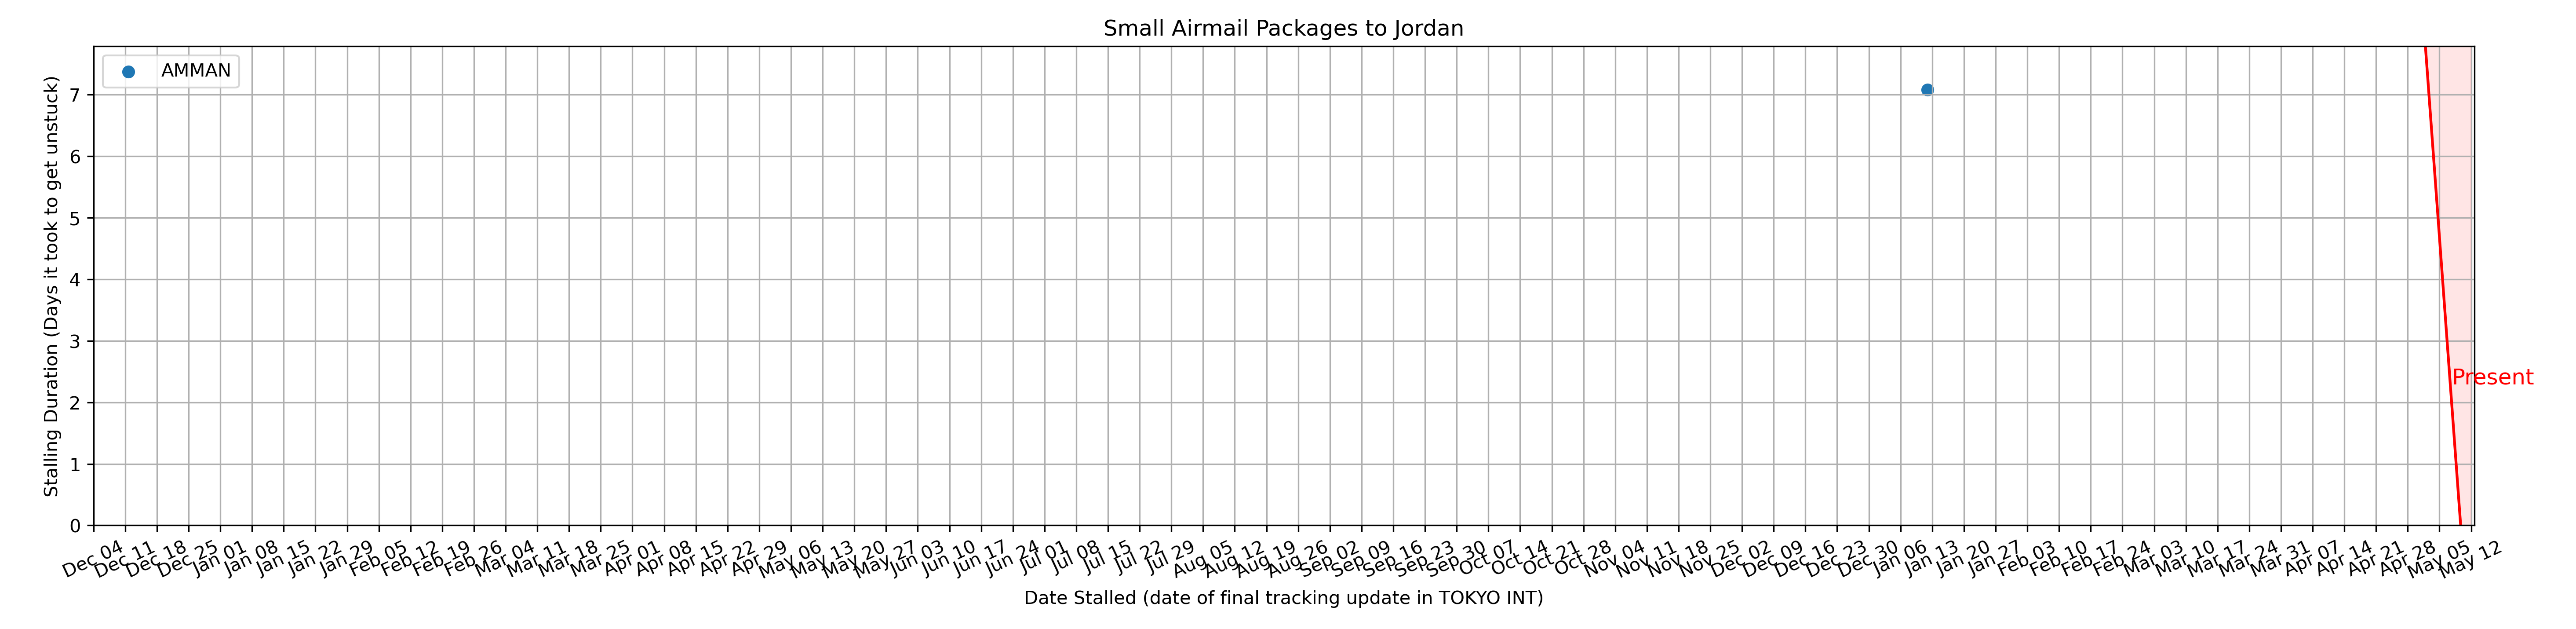 Small Airmail Packages to Jordan
AMMAN
Stalling Duration (Days it took to get unstuck)
7
6
5
4
3
2
1
0
Present
Dec 04 Dec 11 Dec 18 Dec 25 Jan 01 Jan 08 Jan 15 Jan 22 Jan 29 Feb 05 Feb 12 Feb 19 Feb 26 Mar 04 Mar 11 Mar 18 Mar 25 Apr 01 Apr 08 Apr 15 Apr 22 Apr 29 May 06 May 13 May 20 May 27 Jun 03 Jun 10 Jun 17 Jun 24 Jul 01 Jul 08 Jul 15 Jul 22 Jul 29 Aug 05 Aug 12 Aug 19 Aug 26 Sep 02 Sep 09 Sep 16 Sep 23 Sep 30 Oct 07 Oct 14 Oct 21 Oct 28 Nov 04 Nov 11 Nov 18 Nov 25 Dec 02 Dec 09 Dec 16 Dec 23 Dec 30 Jan 06 Jan 13 Jan 20 Jan 27 Feb 03 Feb 10 Feb 17 Feb 24 Mar 03 Mar 10 Mar 17 Mar 24 Mar 31 Apr 07 Apr 14 Apr 21 Apr 28 May 05 May 12
Date Stalled (date of final tracking update in TOKYO INT)